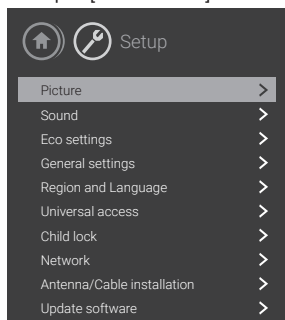 Setup
Picture
Sound
Eco settings
General settings
Region and Language
Universal access
Child lock
Network
Antenna/Cable installation
Update software